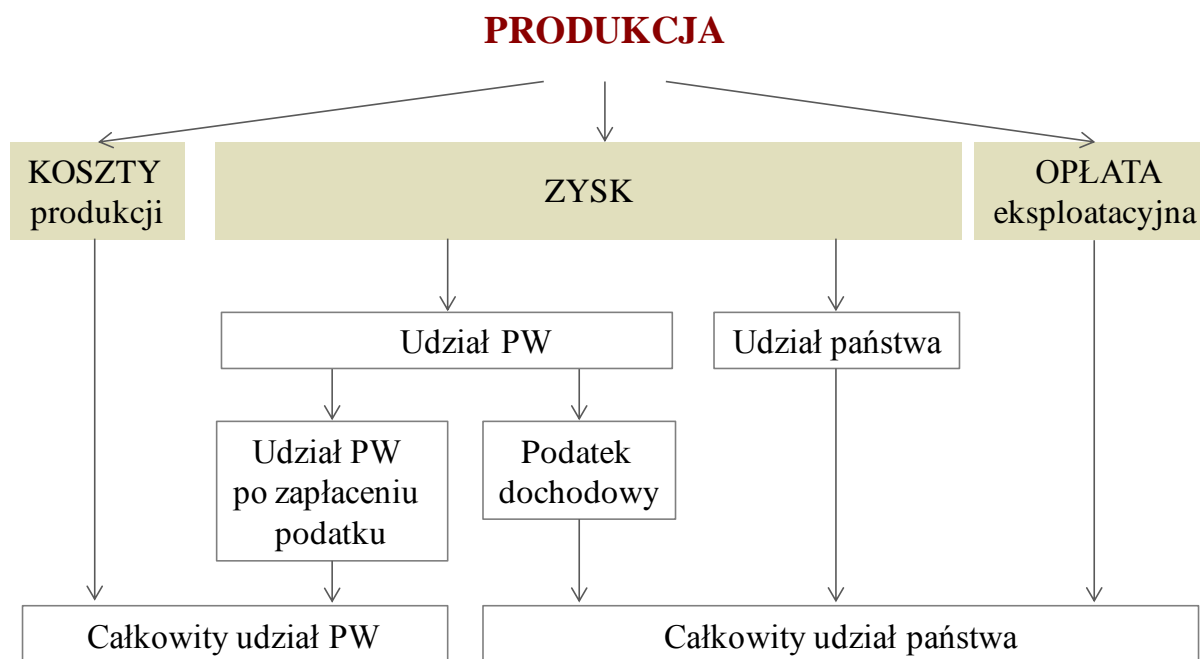 PRODUKCJA
KOSZTY
produkcji
ZYSK
OPŁATA
eksploatacyjna
Udział PW
Udział państwa
Udział PW
po zapłaceniu
podatku
Podatek
dochodowy
Całkowity udział PW
Całkowity udział państwa